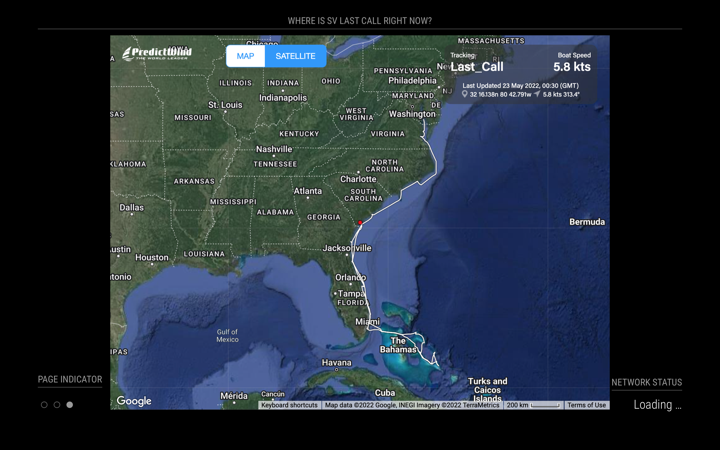 WHERE IS SV LAST CALL RIGHT NOW?
PredictWind
THE WORLD LEADER
MAP
SATELLITE
Tracking:
Last_Call
Boat Speed
5.8 kts
Last Updated 23 May 2022, 00:30 (GMT)
32 16.138n 80 42.791w 5.8 kts 313.4°
Chicago
MASSACHUSETTS
PENNSYLVANIA
Philadelphia
NJ
ILLINOIS
INDIANA
OHIO
Indianapolis
MARYLAND
DE
St. Louis
WEST
VIRGINIA
Washington
MISSOURI
KENTUCKY
VIRGINIA
Nashville
TENNESSEE
NORTH
CAROLINA
KLAHOMA
ARKANSAS
Charlotte
SOUTH
CAROLINA
Atlanta
MISSISSIPPI
ALABAMA
GEORGIA
Dallas
Bermuda
LOUISIANA
Jacksonville
ustin
Houston
tonio
Orlando
Tampa
FLORIDA
Miami
Gulf of
Mexico
The
Bahamas
IPAS
Havana
Turks and
Caicos
Islands
Cuba
Mérida
Cancún
Google
Keyboard shortcuts
Map data ©2022 Google, INEGI Imagery ©2022 TerraMetrics
200 km
Terms of Use
PAGE INDICATOR
NETWORK STATUS
Loading ...